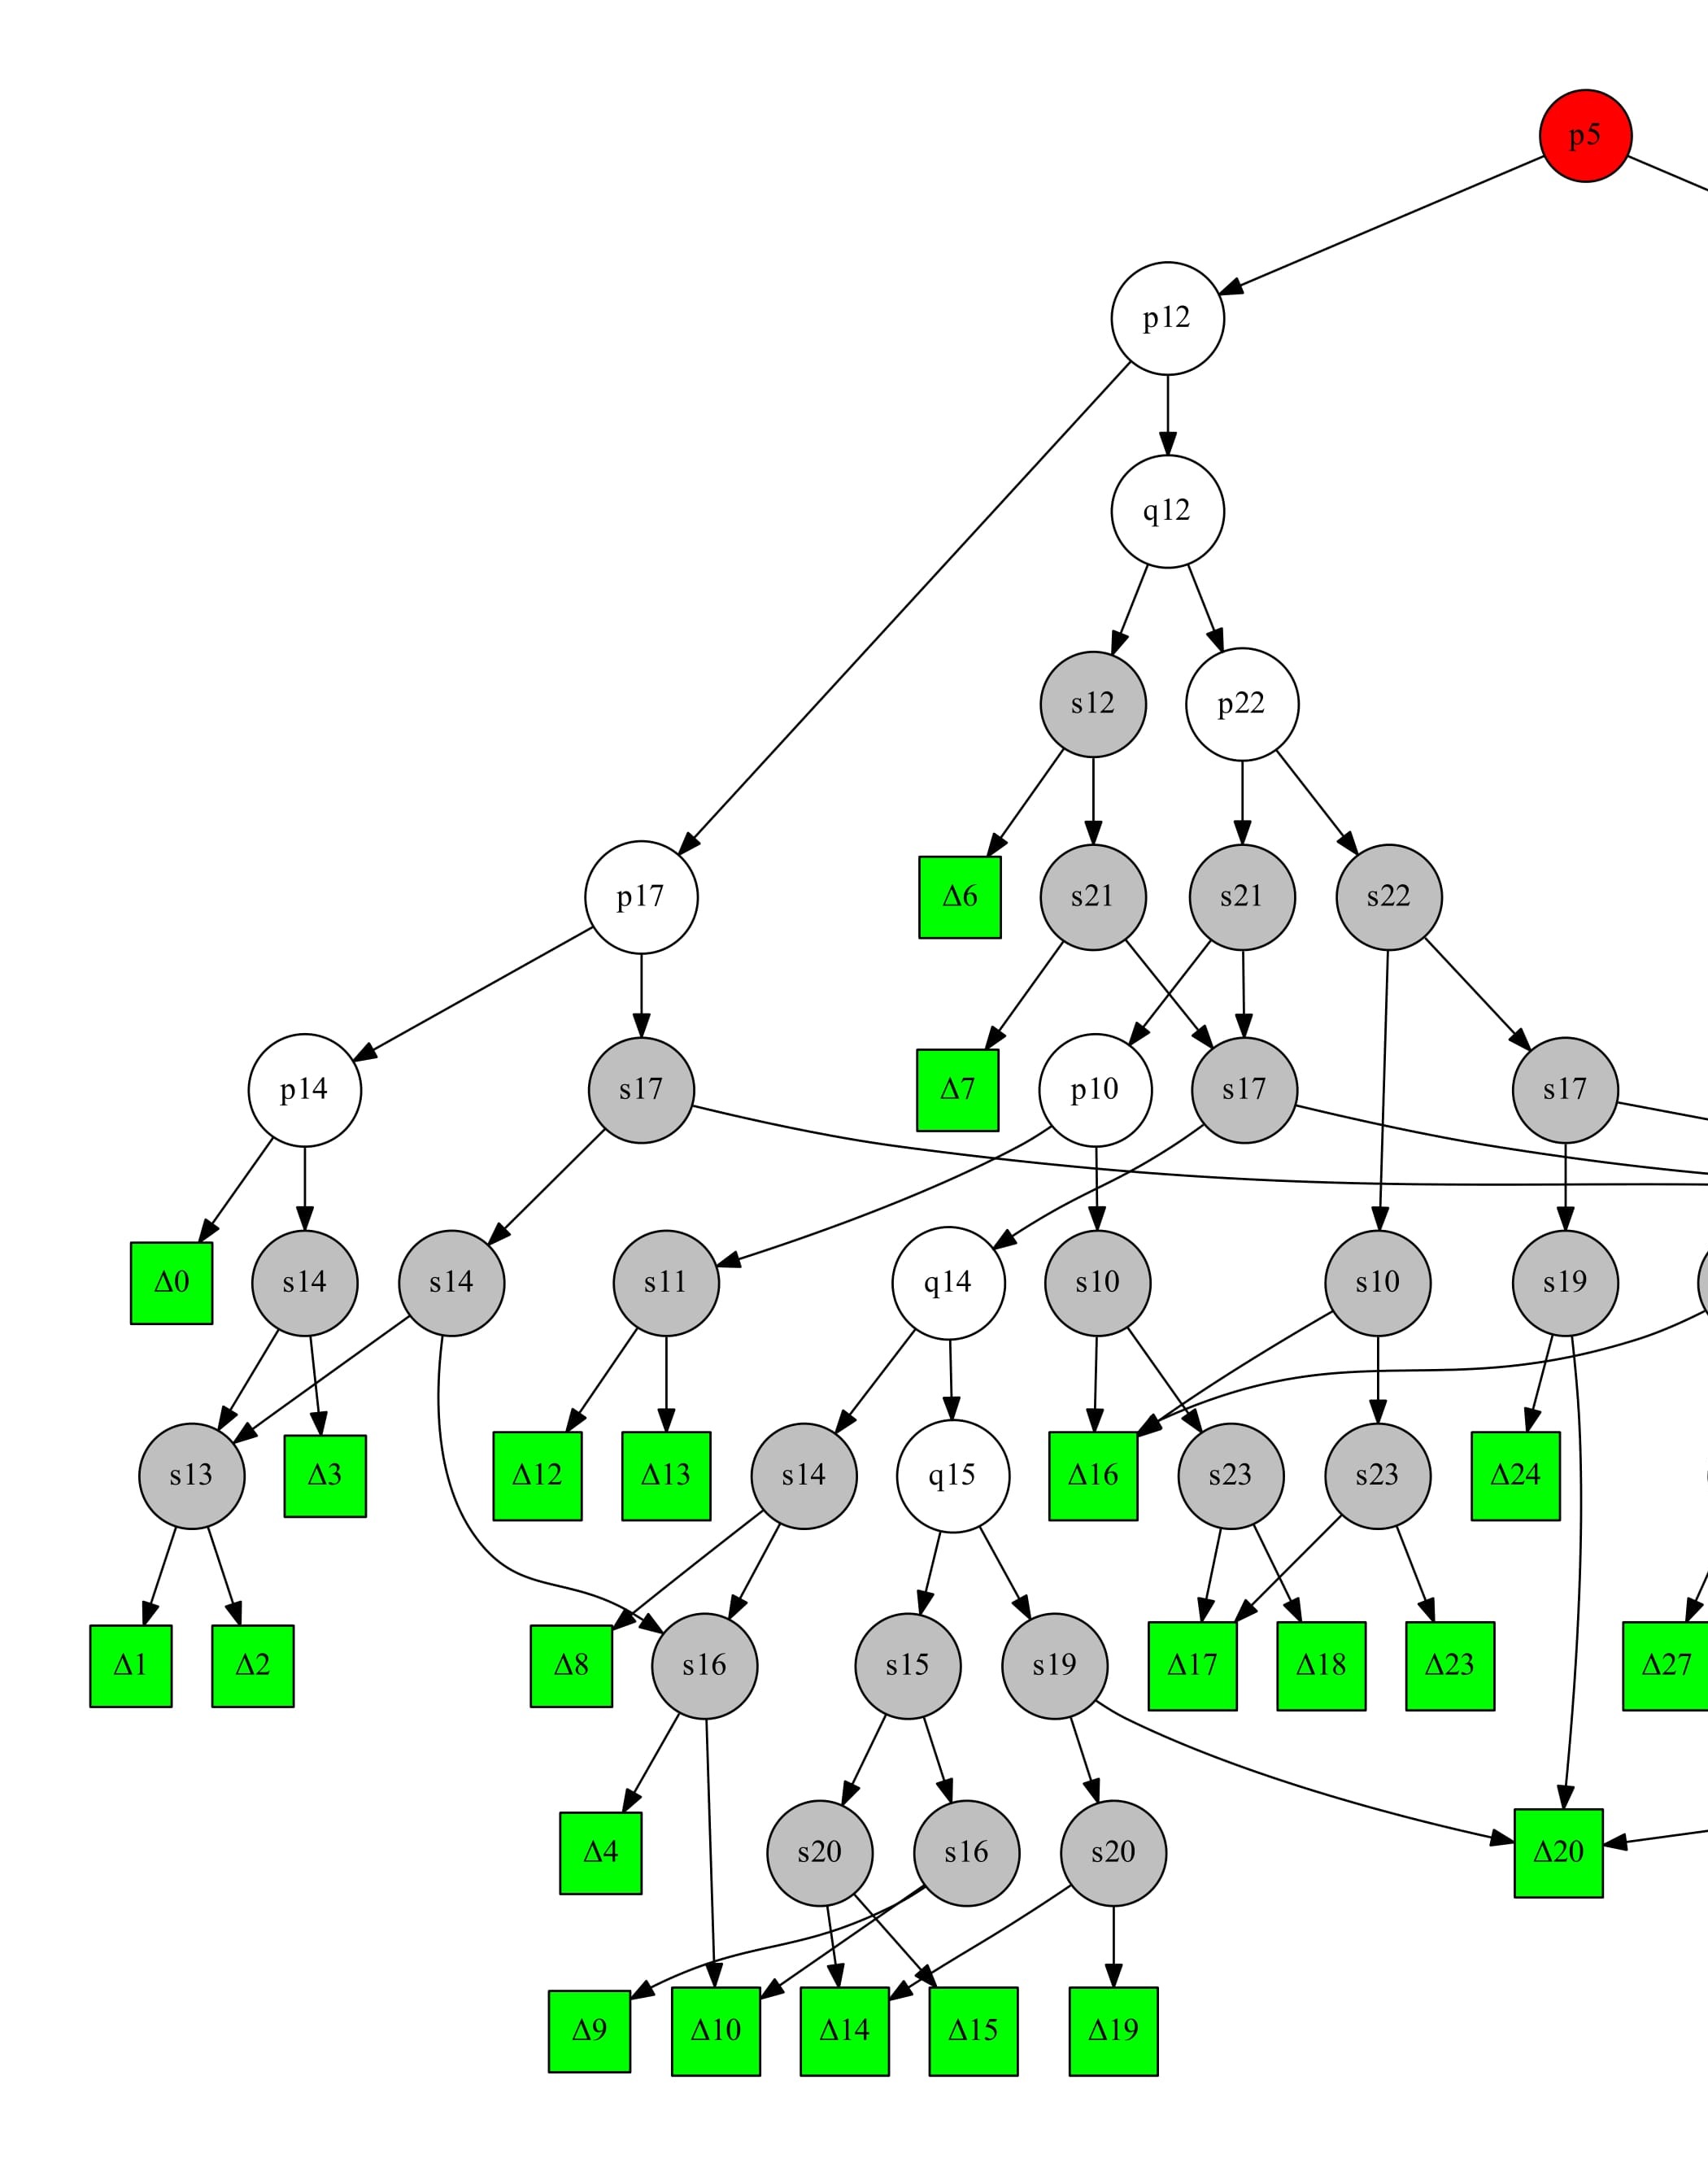 p5
p12
q12
s12 p22
p17 Δ6 s21 s21 s22
p14 s17 Δ7 p10 s17 s17
Δ0 s14 s14 s11 q14 s10 s10 s19
s13 Δ3 Δ12 Δ13 s14 q15 Δ16 s23 s23 Δ24
Δ1 Δ2 Δ8 s16 s15 s19 Δ17 Δ18 Δ23 Δ27
Δ4 s20 s16 s20 Δ20
Δ9 Δ10 Δ14 Δ15 Δ19